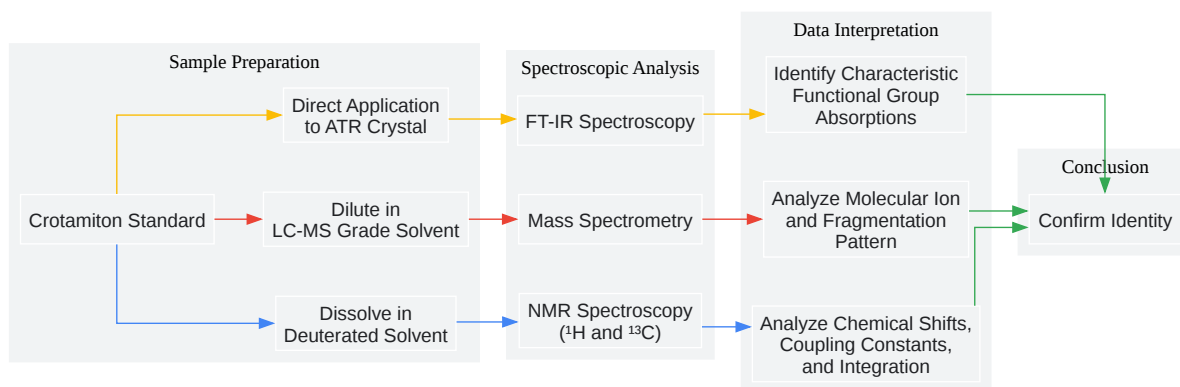 Sample Preparation
Crotamiton Standard
Direct Application
to ATR Crystal
Dilute in
LC-MS Grade Solvent
Dissolve in
Deuterated Solvent
Spectroscopic Analysis
FT-IR Spectroscopy
Mass Spectrometry
NMR Spectroscopy
(¹H and ¹³C)
Data Interpretation
Identify Characteristic
Functional Group
Absorptions
Analyze Molecular Ion
and Fragmentation
Pattern
Analyze Chemical Shifts,
Coupling Constants,
and Integration
Conclusion
Confirm Identity